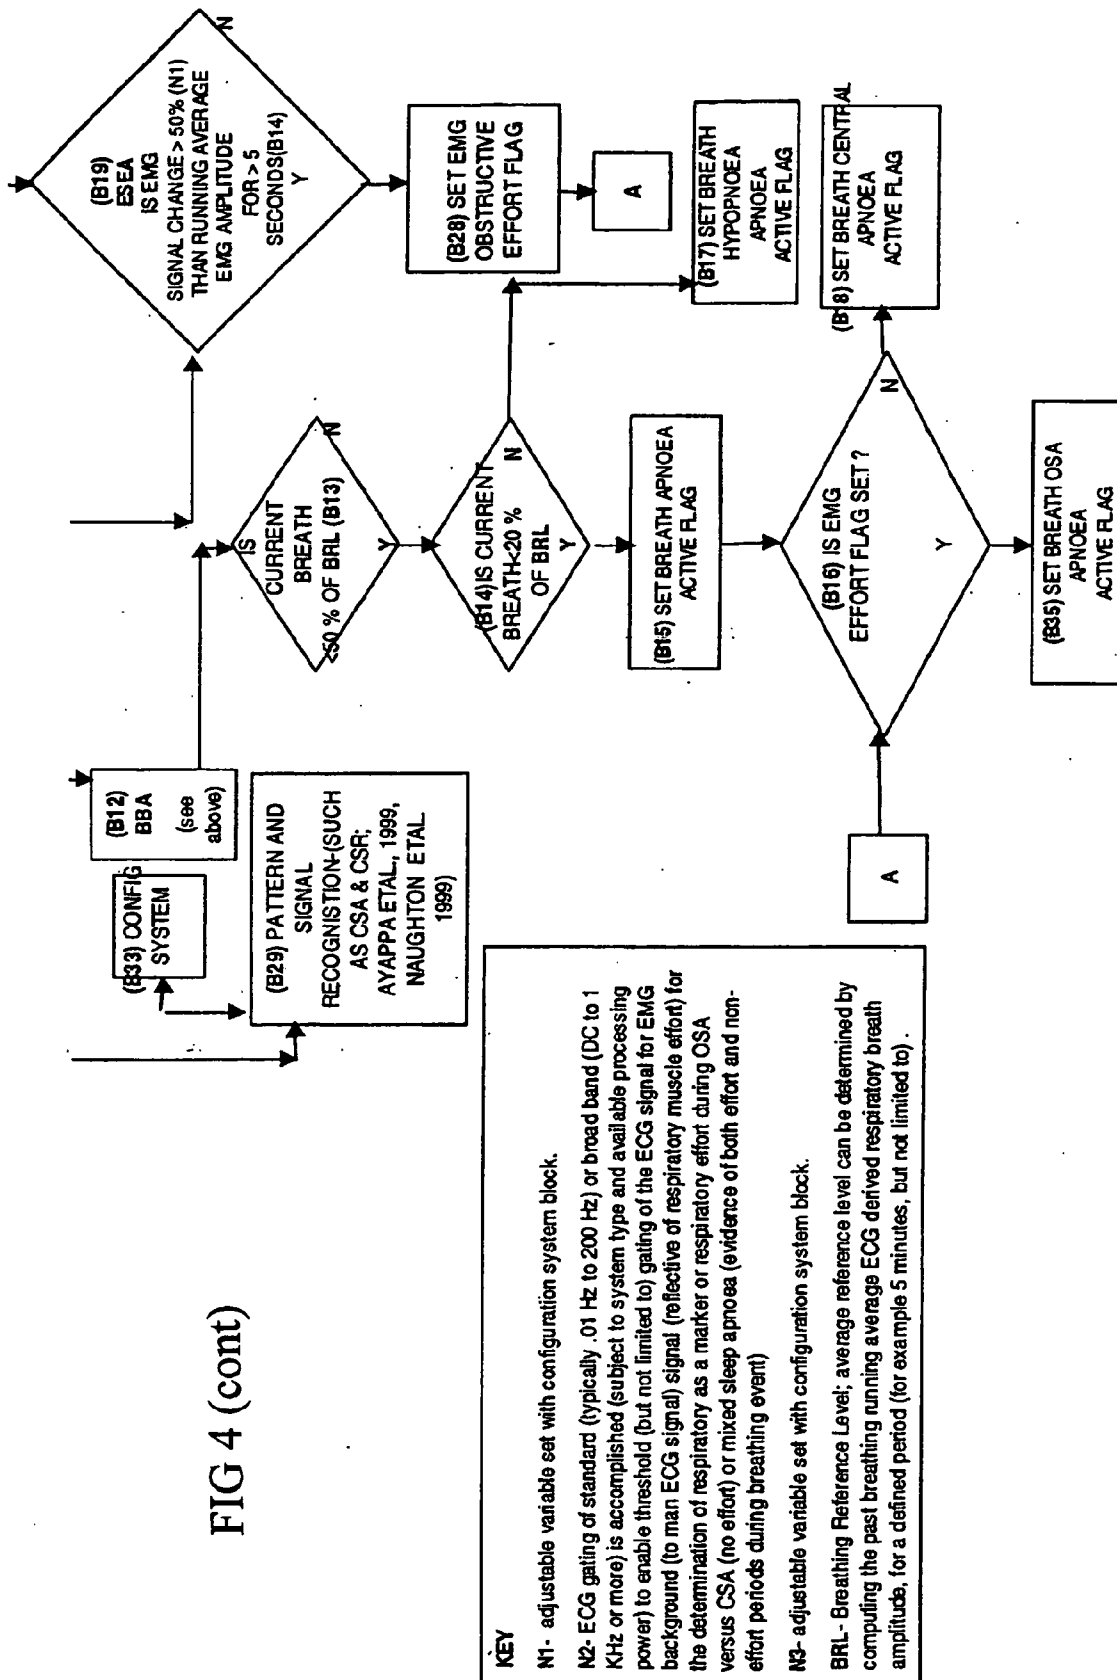 FIG 4 (cont)
(B19)
ESEA
IS EMG
SIGNAL CHANGE > 50% (N1)
THAN RUNNING AVERAGE
EMG AMPLITUDE
FOR > 5
SECONDS(B14)
Y
N
(B28) SET EMG
OBSTRUCTIVE
EFFORT FLAG
A
(B12)
BBA
(see
above)
(B33) CONFIG
SYSTEM
(B29) PATTERN AND
SIGNAL
RECOGNISTION-(SUCH
AS CSA & CSR;
AYAPPA ETAL., 1999,
NAUGHTON ETAL
1999)
IS
CURRENT
BREATH
<50 % OF BRL (B13)
Y
N
(B14)IS CURRENT
BREATH<20 %
OF BRL
Y
N
(B17) SET BREATH
HYPOPNOEA
APNOEA
ACTIVE FLAG
(B15) SET BREATH APNOEA
ACTIVE FLAG
A
(B16) IS EMG
EFFORT FLAG SET ?
Y
N
(B18) SET BREATH CENTRAL
APNOEA
ACTIVE FLAG
(B35) SET BREATH OSA
APNOEA
ACTIVE FLAG
KEY
N1- adjustable variable set with configuration system block.
N2- ECG gating of standard (typically .01 Hz to 200 Hz) or broad band (DC to 1
KHz or more) is accomplished (subject to system type and available processing
power) to enable threshold (but not limited to) gating of the ECG signal for EMG
background (to man ECG signal) signal (reflective of respiratory muscle effort) for
the determination of respiratory as a marker or respiratory effort during OSA
versus CSA (no effort) or mixed sleep apnoea (evidence of both effort and non-
effort periods during breathing event)
N3- adjustable variable set with configuration system block.
BRL- Breathing Reference Level; average reference level can be determined by
computing the past breathing running average ECG derived respiratory breath
amplitude, for a defined period (for example 5 minutes, but not limited to).